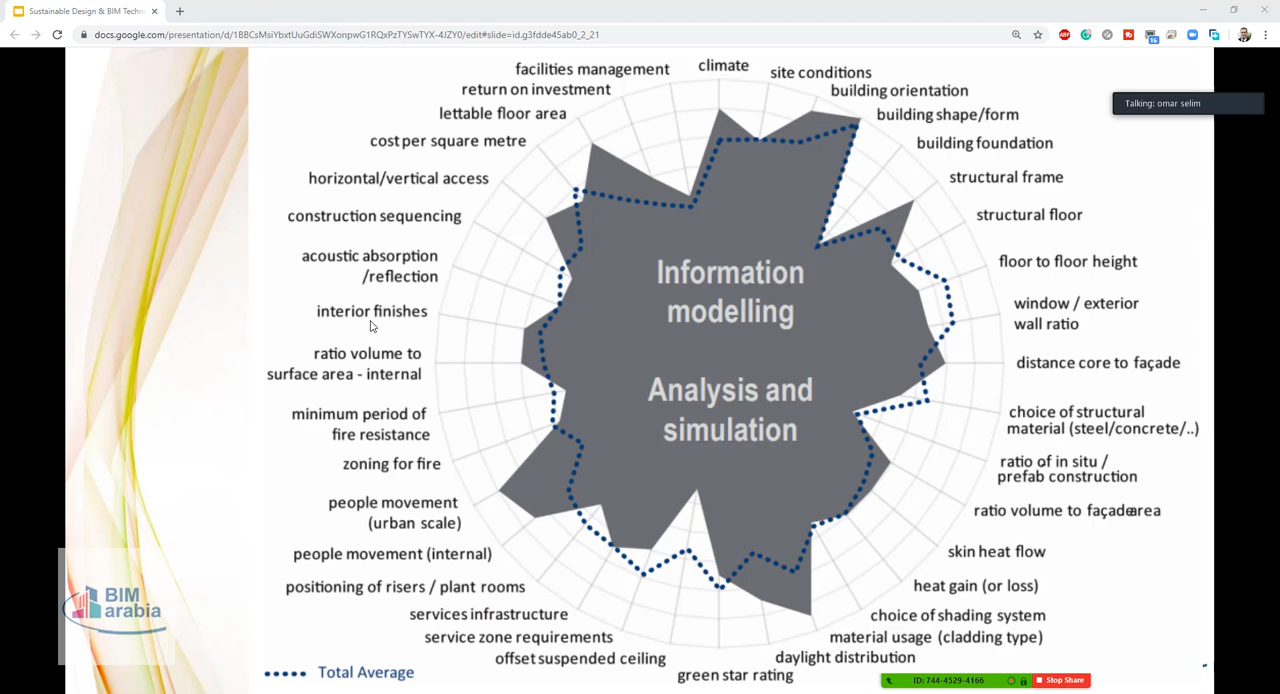 Sustainable Design & BIM Techn
docs.google.com/presentation/d/1BBCsMsiYbxtUuGdiSWXonpwG1RQxPzTYSwTYX-4JZY0/edit#slide=id.g3fdde45ab0_2_21
ABP
16
Talking: omar selim
climate
site conditions
building orientation
building shape/form
building foundation
structural frame
structural floor
floor to floor height
window / exterior
wall ratio
distance core to façade
choice of structural
material (steel/concrete/..)
ratio of in situ /
prefab construction
ratio volume to façadearea
skin heat flow
heat gain (or loss)
choice of shading system
material usage (cladding type)
daylight distribution
green star rating
offset suspended ceiling
service zone requirements
services infrastructure
positioning of risers / plant rooms
people movement (internal)
people movement
(urban scale)
zoning for fire
minimum period of
fire resistance
ratio volume to
surface area - internal
interior finishes
acoustic absorption
/reflection
construction sequencing
horizontal/vertical access
cost per square metre
lettable floor area
return on investment
facilities management
Information
modelling
Analysis and
simulation
BIM
arabia
Total Average
ID: 744-4529-4166
Stop Share